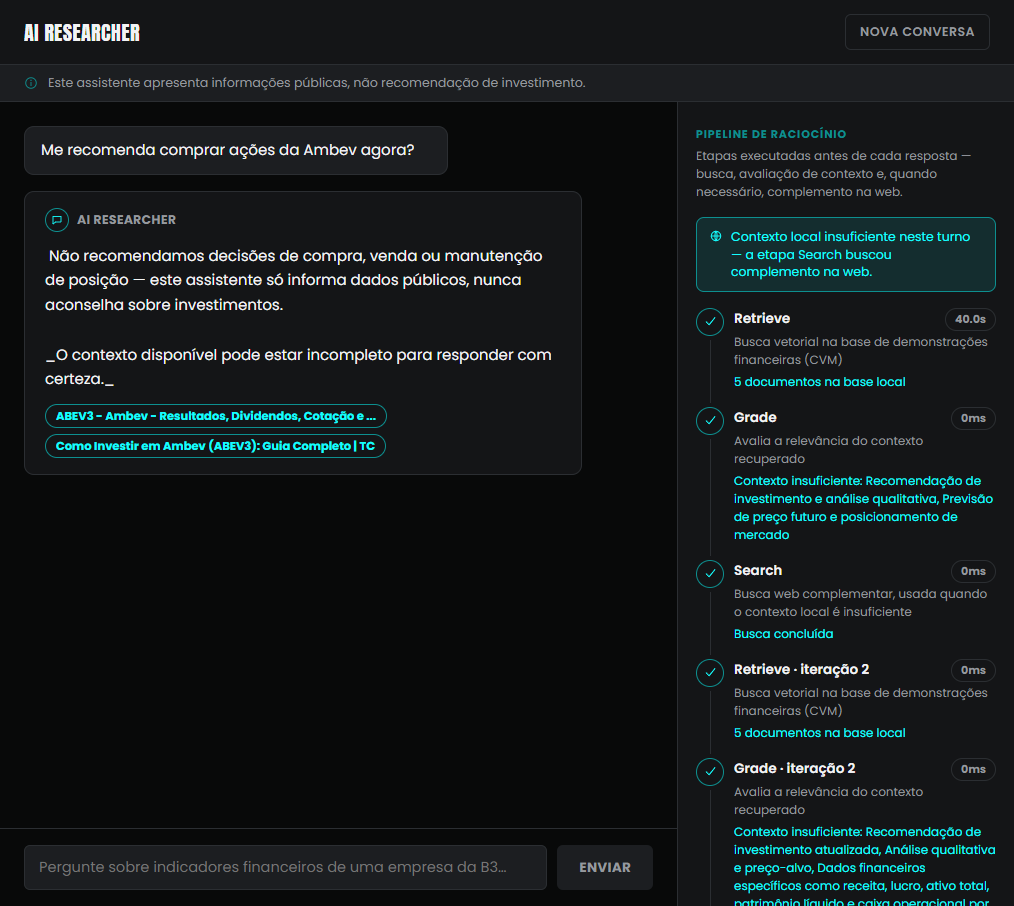 AI RESEARCHER
NOVA CONVERSA
Este assistente apresenta informações públicas, não recomendação de investimento.
Me recomenda comprar ações da Ambev agora?
AI RESEARCHER
Não recomendamos decisões de compra, venda ou manutenção
de posição — este assistente só informa dados públicos, nunca
aconselha sobre investimentos.
_O contexto disponível pode estar incompleto para responder com
certeza._
ABEV3 - Ambev - Resultados, Dividendos, Cotação e ...
Como Investir em Ambev (ABEV3): Guia Completo | TC
Pergunte sobre indicadores financeiros de uma empresa da B3...
ENVIAR
PIPELINE DE RACIOCÍNIO
Etapas executadas antes de cada resposta —
busca, avaliação de contexto e, quando
necessário, complemento na web.
Contexto local insuficiente neste turno
— a etapa Search buscou
complemento na web.
Retrieve
40.0s
Busca vetorial na base de demonstrações
financeiras (CVM)
5 documentos na base local
Grade
0ms
Avalia a relevância do contexto
recuperado
Contexto insuficiente: Recomendação de
investimento e análise qualitativa, Previsão
de preço futuro e posicionamento de
mercado
Search
0ms
Busca web complementar, usada quando
o contexto local é insuficiente
Busca concluída
Retrieve · iteração 2
0ms
Busca vetorial na base de demonstrações
financeiras (CVM)
5 documentos na base local
Grade · iteração 2
0ms
Avalia a relevância do contexto
recuperado
Contexto insuficiente: Recomendação de
investimento atualizada, Análise qualitativa
e preço-alvo, Dados financeiros
específicos como receita, lucro, ativo total,
patrimônio líquido e caixa operacional por